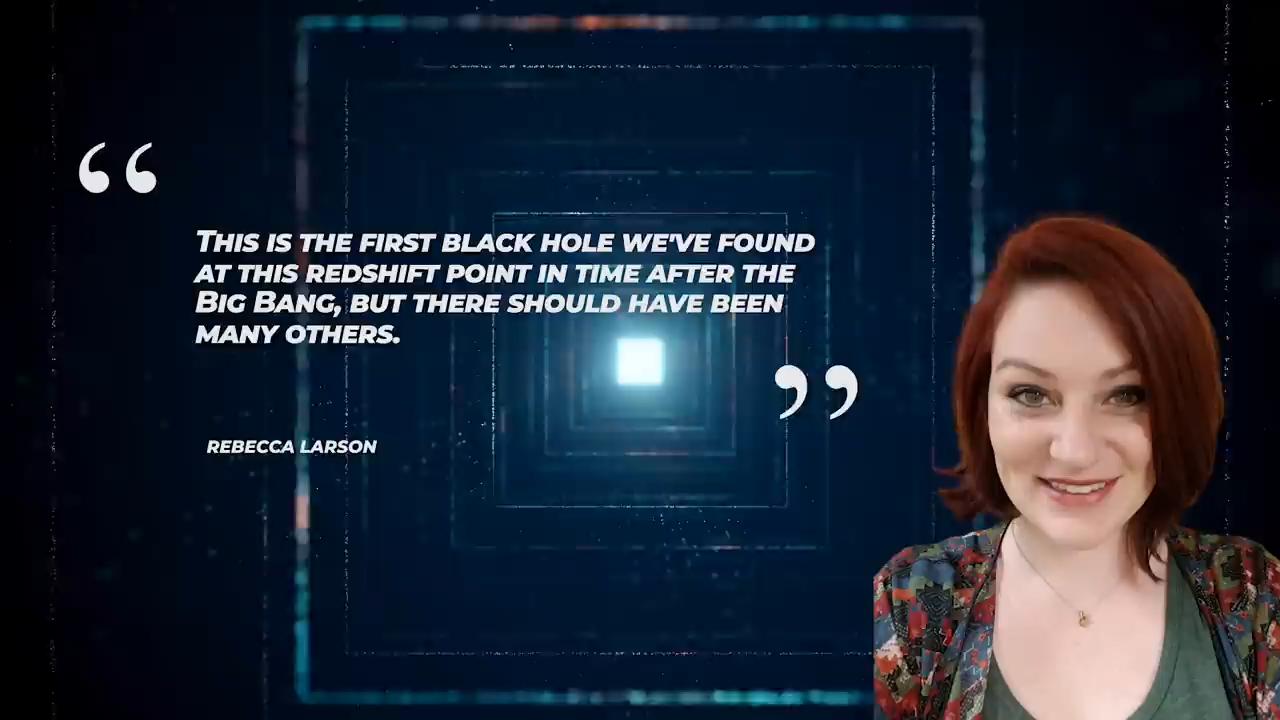 “
This is the first black hole we've found
at this redshift point in time after the
Big Bang, but there should have been
many others.
”
Rebecca Larson